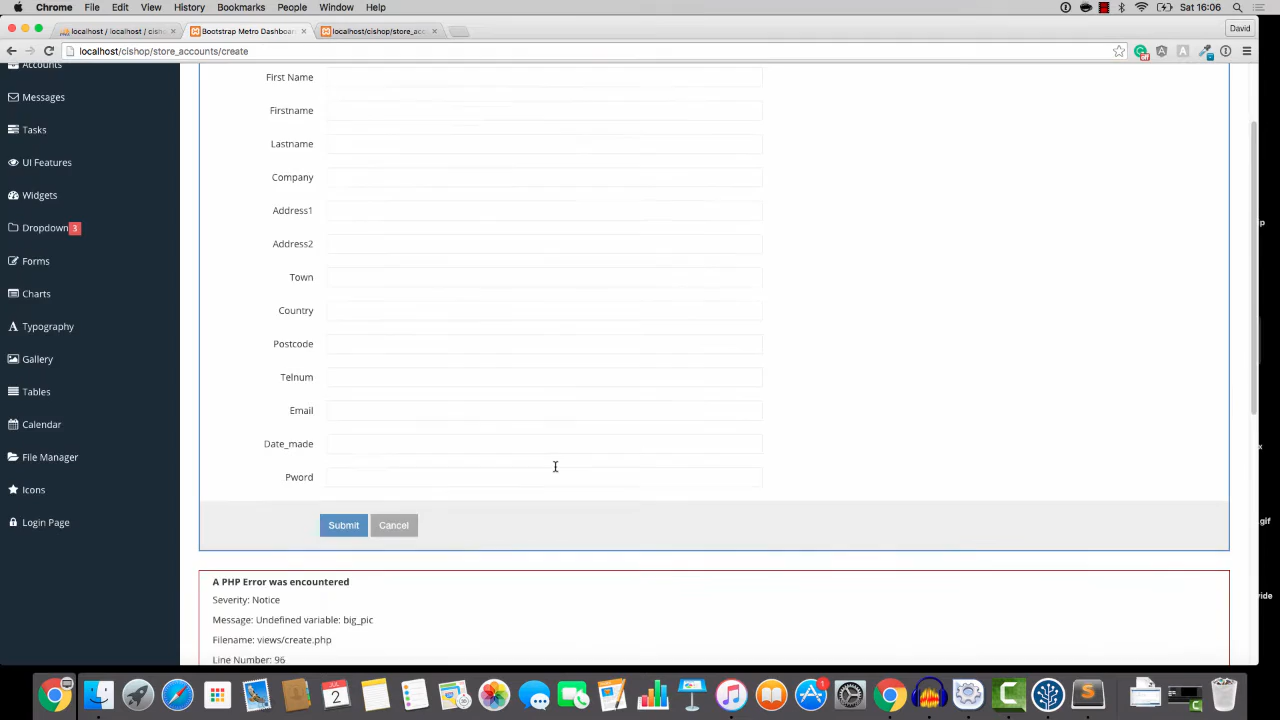 Chrome File Edit View History Bookmarks People Window Help Sat 16:06
localhost / localhost / cisho Bootstrap Metro Dashboar localhost/cishop/store_acc David
localhost/cishop/store_accounts/create
Accounts
Messages
Tasks
UI Features
Widgets
Dropdown 3
Forms
Charts
Typography
Gallery
Tables
Calendar
File Manager
Icons
Login Page
First Name
Firstname
Lastname
Company
Address1
Address2
Town
Country
Postcode
Telnum
Email
Date_made
Pword
Submit Cancel
A PHP Error was encountered
Severity: Notice
Message: Undefined variable: big_pic
Filename: views/create.php
Line Number: 96